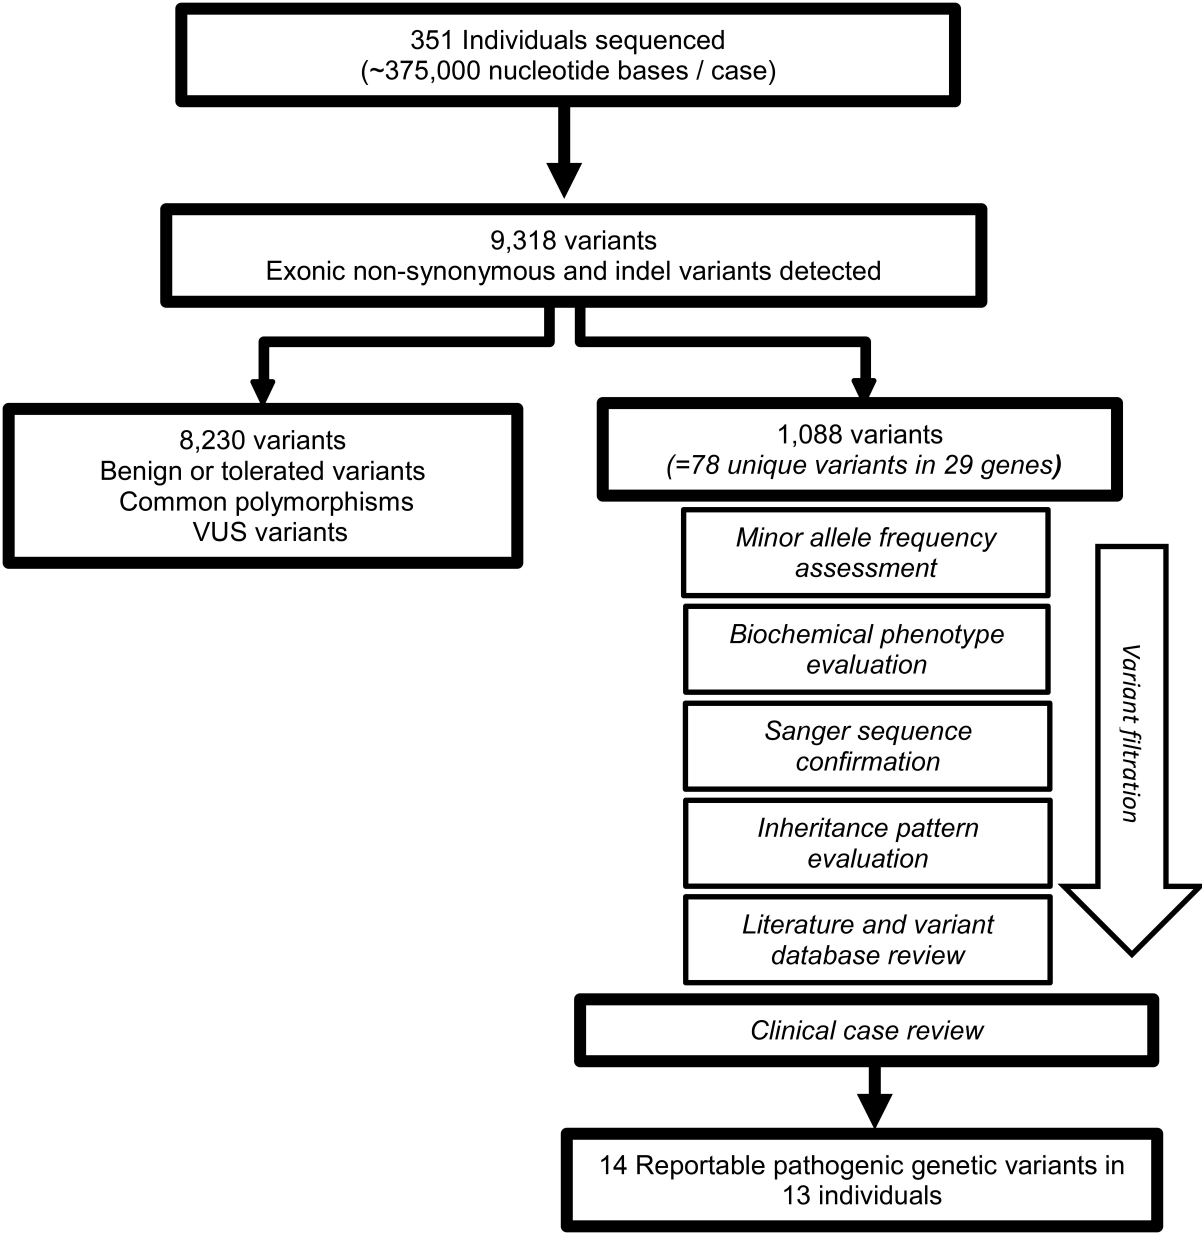 351 Individuals sequenced
(~375,000 nucleotide bases / case)
9,318 variants
Exonic non-synonymous and indel variants detected
8,230 variants
Benign or tolerated variants
Common polymorphisms
VUS variants
1,088 variants
(=78 unique variants in 29 genes)
Minor allele frequency
assessment
Biochemical phenotype
evaluation
Sanger sequence
confirmation
Inheritance pattern
evaluation
Literature and variant
database review
Variant filtration
Clinical case review
14 Reportable pathogenic genetic variants in
13 individuals